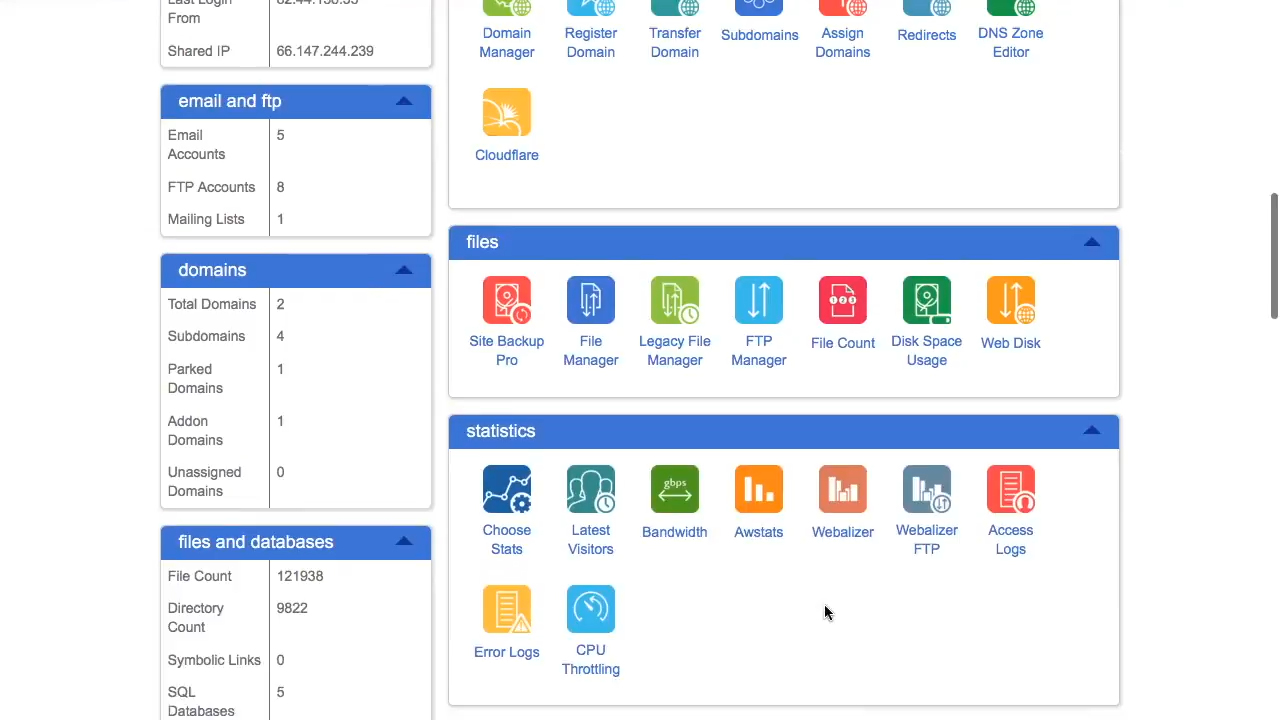 Last Login
From
Shared IP 66.147.244.239
email and ftp
Email
Accounts 5
FTP Accounts 8
Mailing Lists 1
domains
Total Domains 2
Subdomains 4
Parked
Domains 1
Addon
Domains 1
Unassigned
Domains 0
files and databases
File Count 121938
Directory
Count 9822
Symbolic Links 0
SQL
Databases 5
Domain
Manager
Register
Domain
Transfer
Domain
Subdomains
Assign
Domains
Redirects
DNS Zone
Editor
Cloudflare
files
Site Backup
Pro
File
Manager
Legacy File
Manager
FTP
Manager
1 2 3
File Count
Disk Space
Usage
Web Disk
statistics
Choose
Stats
Latest
Visitors
gbps
Bandwidth
Awstats
Webalizer
Webalizer
FTP
Access
Logs
Error Logs
CPU
Throttling